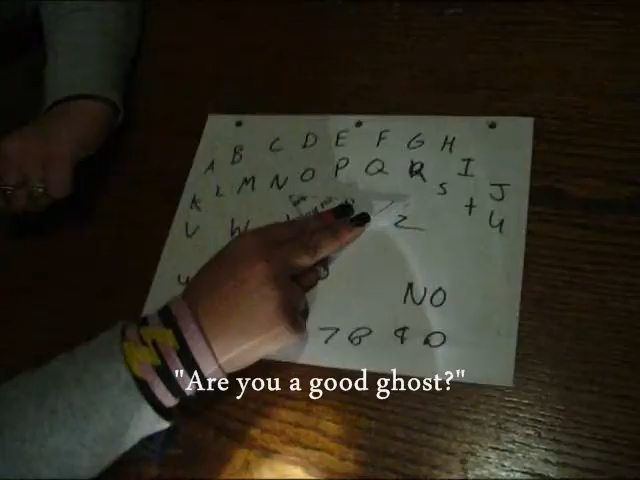 A B C D E F G H I J
K L M N O P Q R S t u
V W Z
NO
7 8 9 0
"Are you a good ghost?"